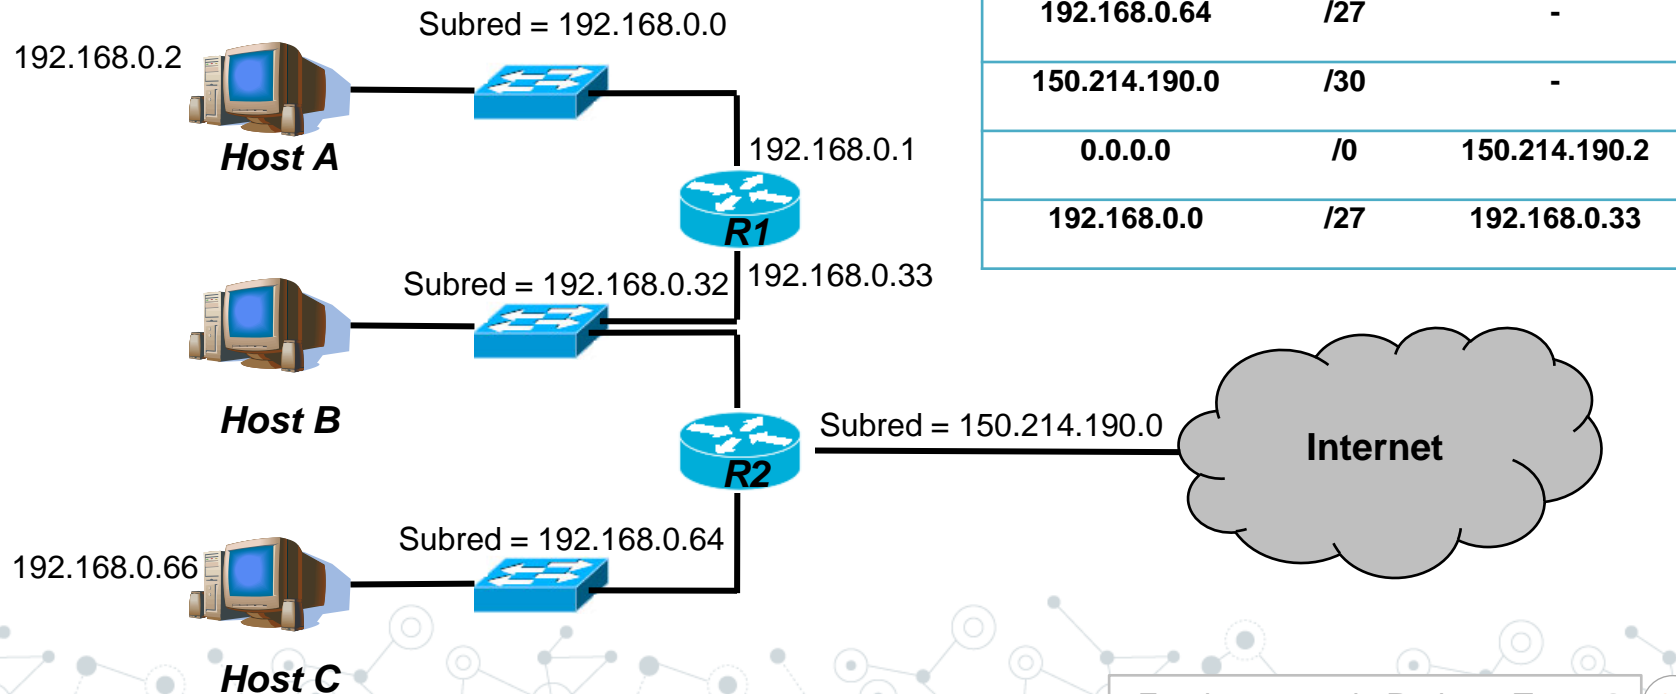 Subred = 192.168.0.0
192.168.0.2
Host A
192.168.0.1
R1
Subred = 192.168.0.32
192.168.0.33
Host B
Subred = 150.214.190.0
Internet
R2
Subred = 192.168.0.64
192.168.0.66
Host C
192.168.0.64 /27 -
150.214.190.0 /30 -
0.0.0.0 /0 150.214.190.2
192.168.0.0 /27 192.168.0.33